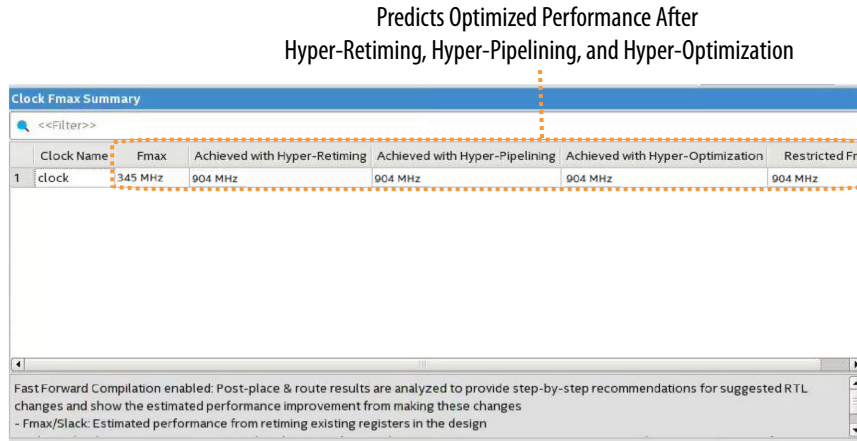 Predicts Optimized Performance After
Hyper-Retiming, Hyper-Pipelining, and Hyper-Optimization
Clock Fmax Summary
<<Filter>>
Clock Name Fmax Achieved with Hyper-Retiming Achieved with Hyper-Pipelining Achieved with Hyper-Optimization Restricted
1 clock 345 MHz 904 MHz 904 MHz 904 MHz 904 MHz
Fast Forward Compilation enabled: Post-place & route results are analyzed to provide step-by-step recommendations for suggested RTL
changes and show the estimated performance improvement from making these changes
- Fmax/Slack: Estimated performance from retiming existing registers in the design